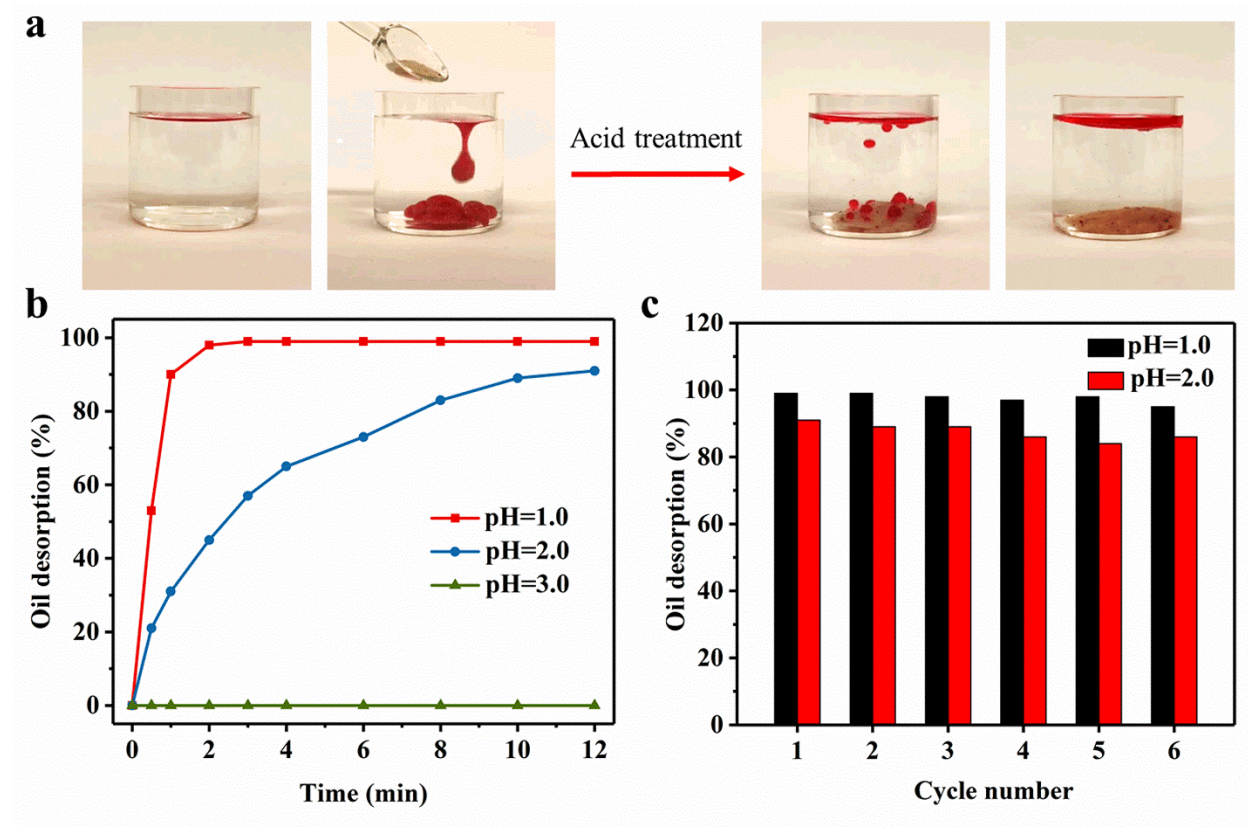 a
Acid treatment
b
100
80
60
40
20
0
0 2 4 6 8 10 12
Oil desorption (%)
Time (min)
pH=1.0
pH=2.0
pH=3.0
c
120
100
80
60
40
20
0
1 2 3 4 5 6
Oil desorption (%)
Cycle number
pH=1.0
pH=2.0